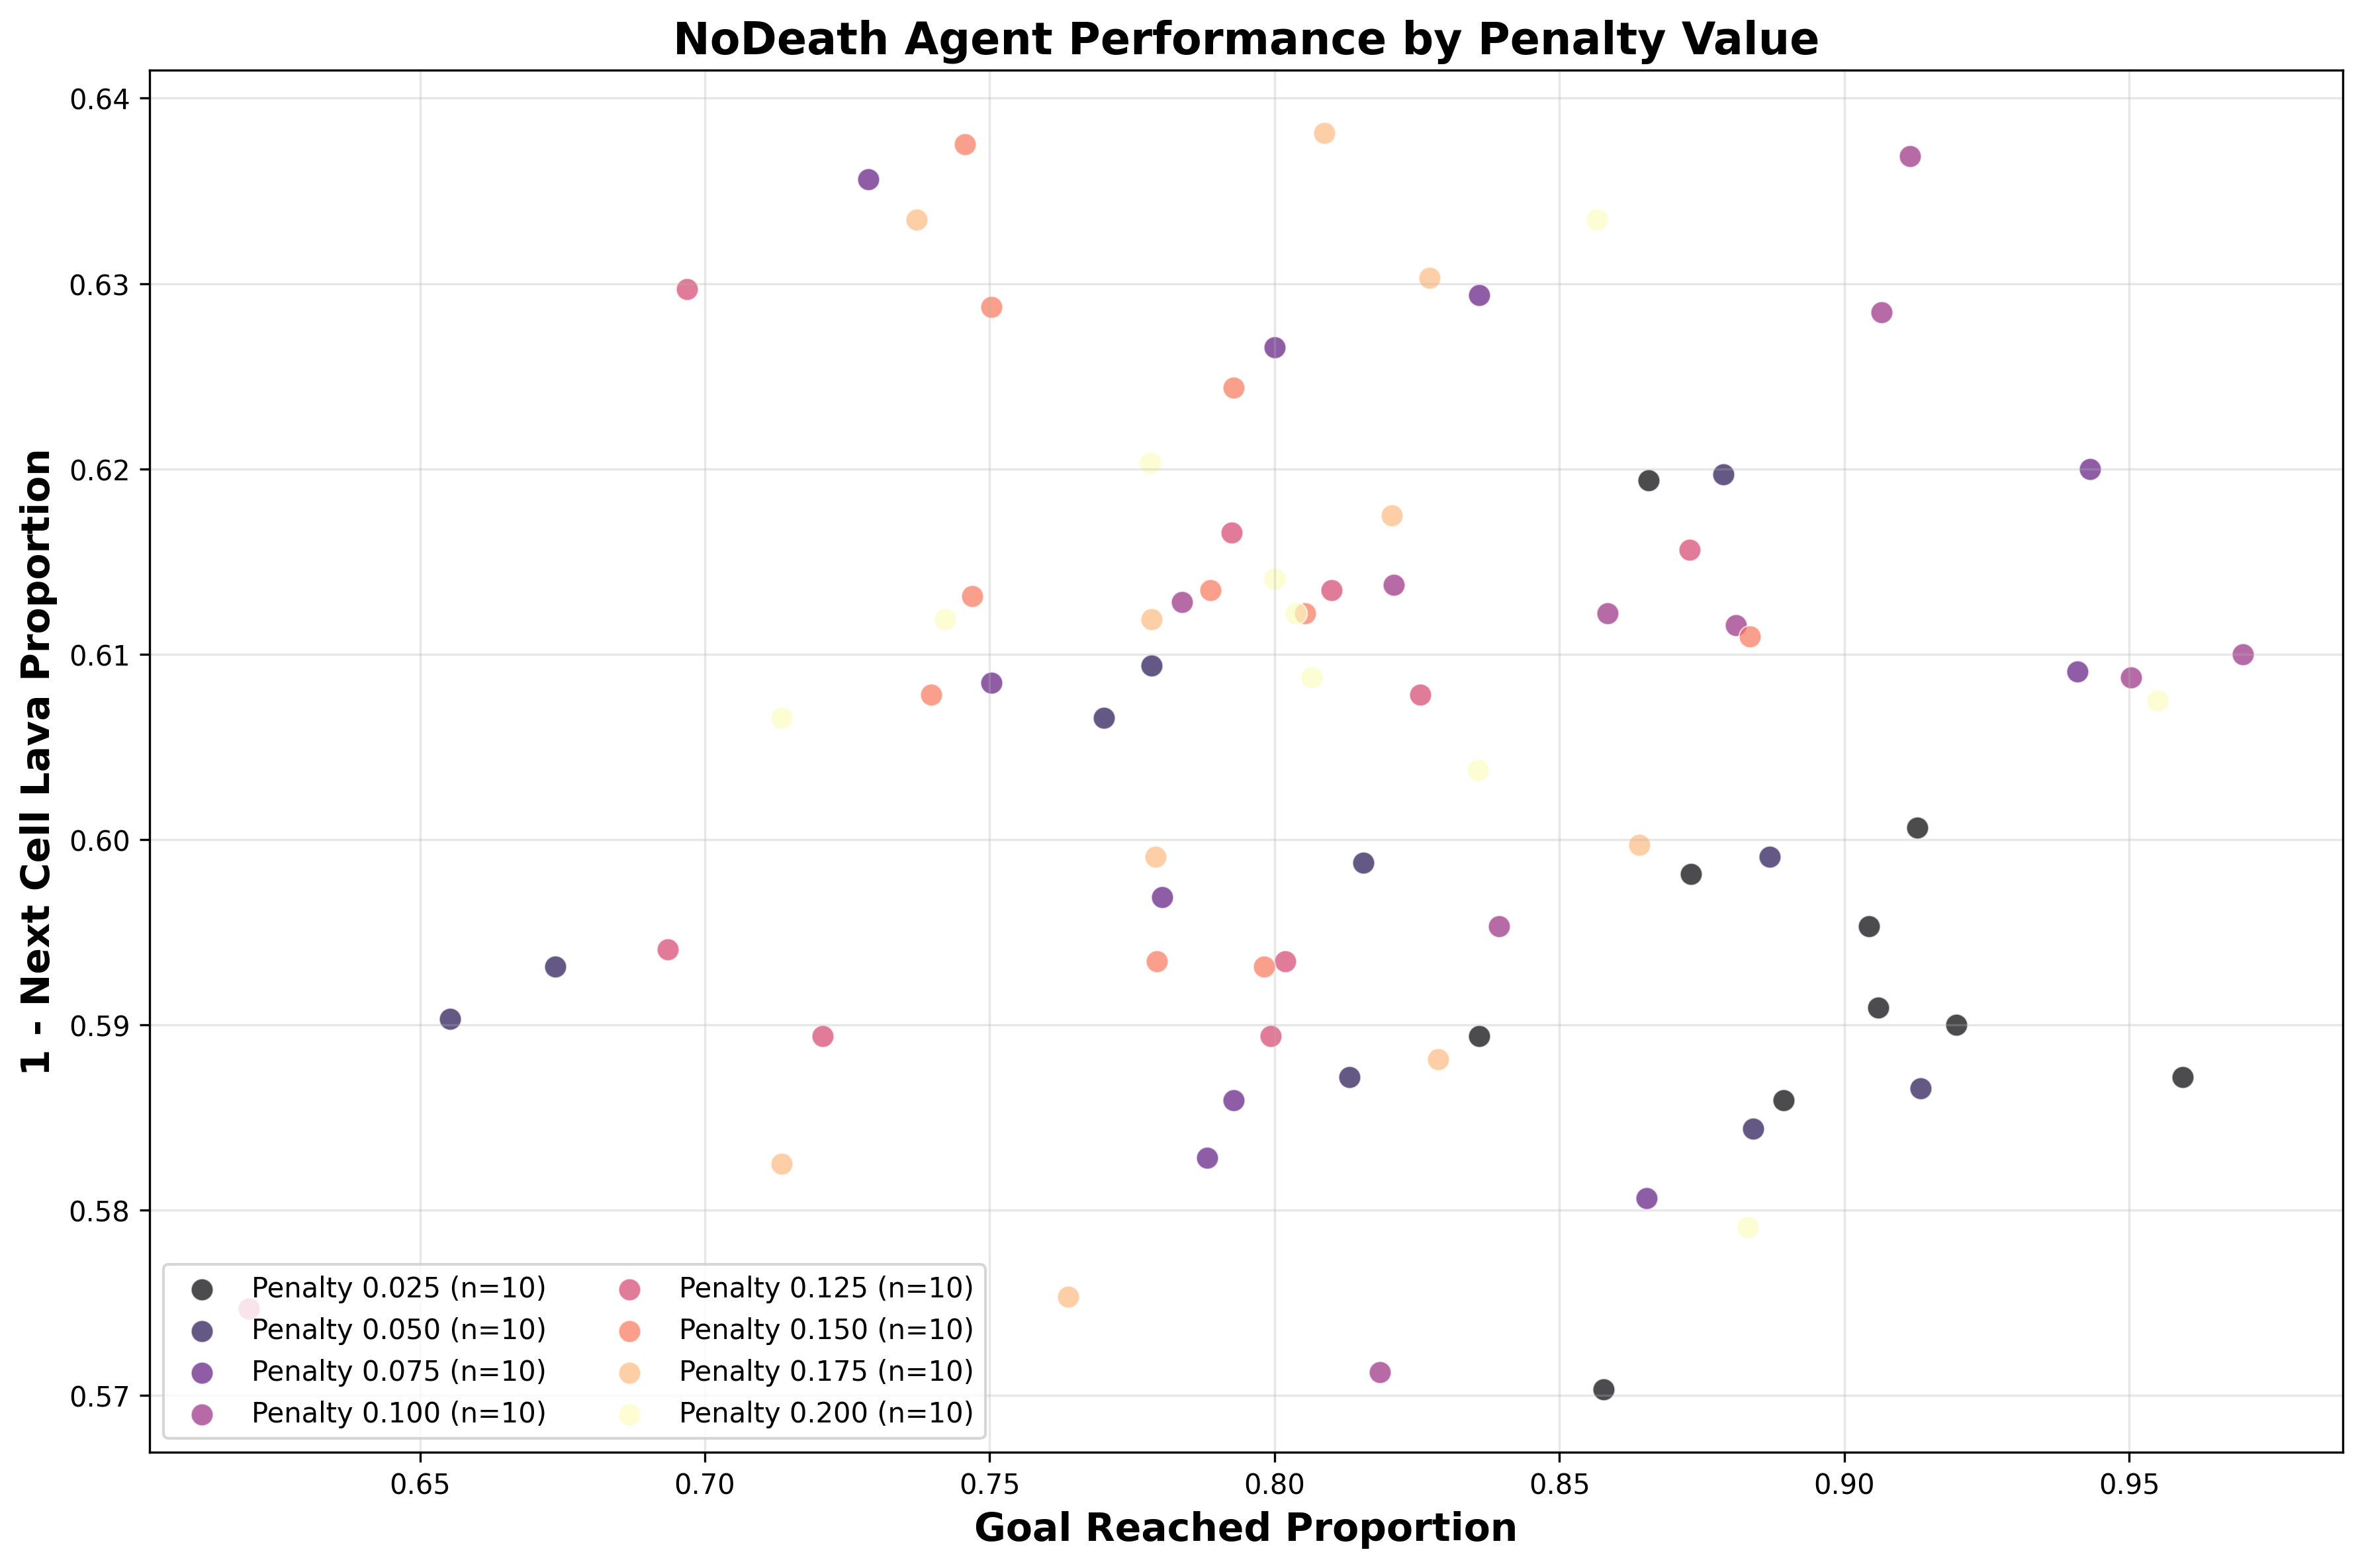 NoDeath Agent Performance by Penalty Value
1 - Next Cell Lava Proportion
0.64
0.63
0.62
0.61
0.60
0.59
0.58
0.57
Penalty 0.025 (n=10)
Penalty 0.050 (n=10)
Penalty 0.075 (n=10)
Penalty 0.100 (n=10)
Penalty 0.125 (n=10)
Penalty 0.150 (n=10)
Penalty 0.175 (n=10)
Penalty 0.200 (n=10)
0.65 0.70 0.75 0.80 0.85 0.90 0.95
Goal Reached Proportion